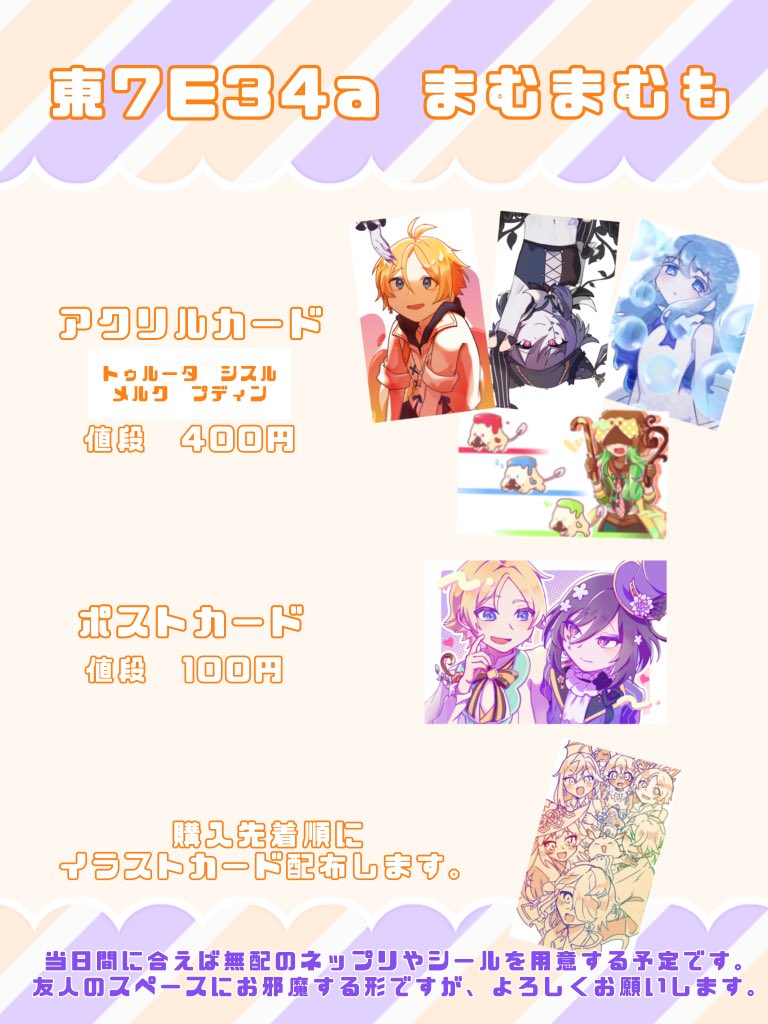 東7E34a まむまむも
アクリルカード
トゥルータ シスル
メルク プディン
値段 400円
ポストカード
値段 100円
購入先着順に
イラストカード配布します。
当日間に合えば無配のネップリやシールを用意する予定です。
友人のスペースにお邪魔する形ですが、よろしくお願いします。